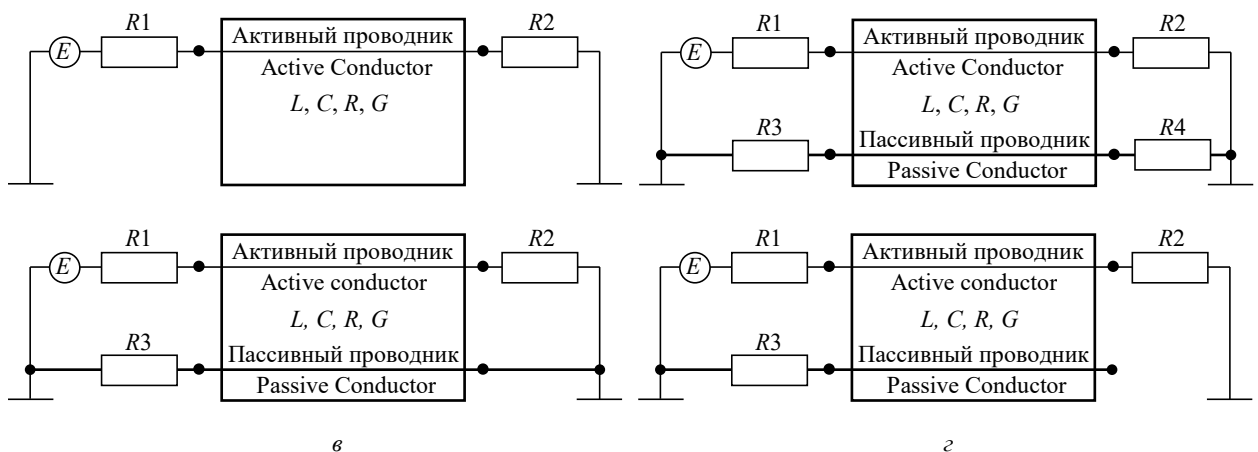 R1 Активный проводник R2
E Active Conductor
L, C, R, G
R1 Активный проводник R2
E Active Conductor
L, C, R, G
R3 Пассивный проводник R4
Passive Conductor
R1 Активный проводник R2
E Active conductor
L, C, R, G
R3 Пассивный проводник
Passive Conductor
в
R1 Активный проводник R2
E Active conductor
L, C, R, G
R3 Пассивный проводник
Passive Conductor
г